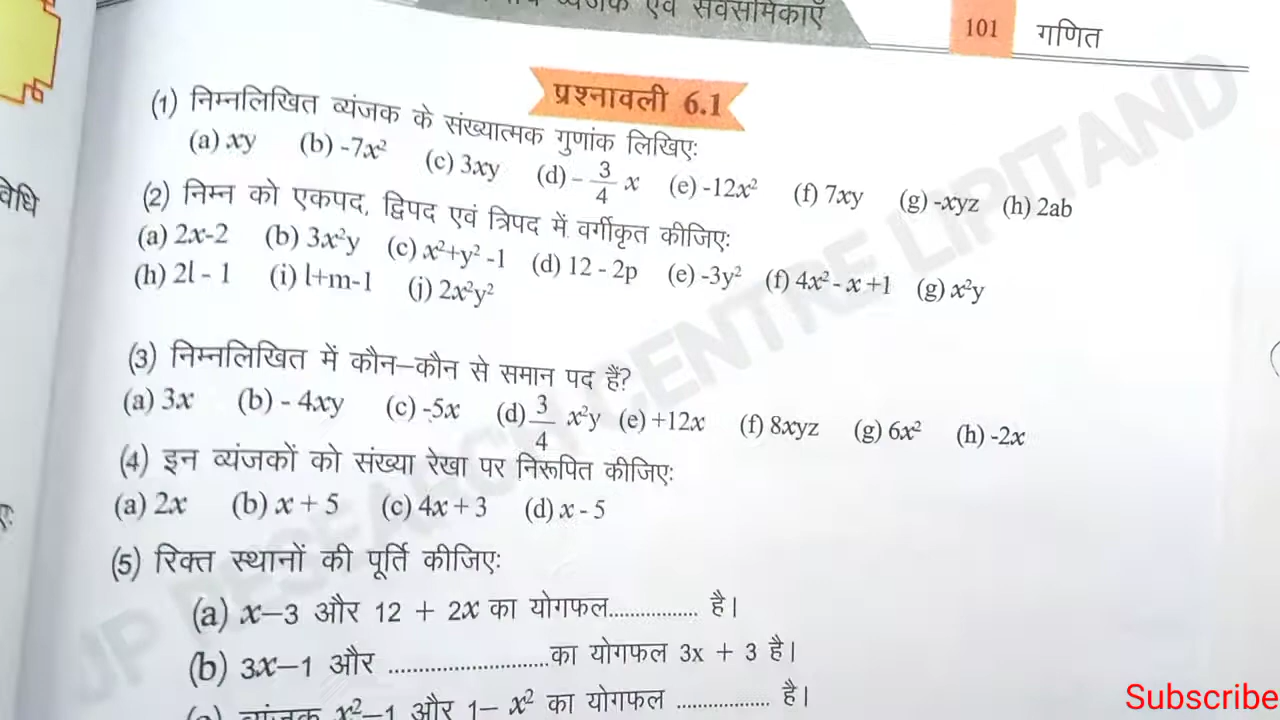 व्यंजक एवं सर्वसमिकाएँ
101 गणित
प्रश्नावली 6.1
(1) निम्नलिखित व्यंजक के संख्यात्मक गुणांक लिखिएः
(a) xy (b) -7x² (c) 3xy (d) - 3/4 x (e) -12x² (f) 7xy (g) -xyz (h) 2ab
(2) निम्न को एकपद, द्विपद एवं त्रिपद में वर्गीकृत कीजिएः
(a) 2x-2 (b) 3x²y (c) x²+y² -1 (d) 12 - 2p (e) -3y² (f) 4x² - x +1 (g) x²y
(h) 2l - 1 (i) l+m-1 (j) 2x²y²
(3) निम्नलिखित में कौन–कौन से समान पद हैं?
(a) 3x (b) - 4xy (c) -5x (d) 3/4 x²y (e) +12x (f) 8xyz (g) 6x² (h) -2x
(4) इन व्यंजकों को संख्या रेखा पर निरूपित कीजिएः
(a) 2x (b) x + 5 (c) 4x + 3 (d) x - 5
(5) रिक्त स्थानों की पूर्ति कीजिएः
(a) x–3 और 12 + 2x का योगफल................ है।
(b) 3x–1 और ............................का योगफल 3x + 3 है।
व्यंजक x²–1 और 1– x² का योगफल ................. है।
विधि
RESEARCH CENTRE LIPITAND
Subscribe